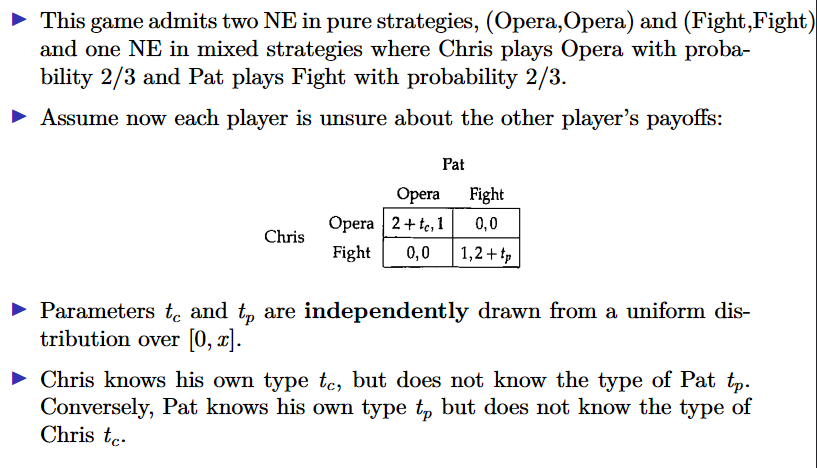 ▶ This game admits two NE in pure strategies, (Opera,Opera) and (Fight,Fight)
and one NE in mixed strategies where Chris plays Opera with proba-
bility 2/3 and Pat plays Fight with probability 2/3.
▶ Assume now each player is unsure about the other player's payoffs:
Pat
Opera Fight
Chris
Opera 2 + t_c, 1 0,0
Fight 0,0 1,2 + t_p
▶ Parameters t_c and t_p are independently drawn from a uniform dis-
tribution over [0, x].
▶ Chris knows his own type t_c, but does not know the type of Pat t_p.
Conversely, Pat knows his own type t_p but does not know the type of
Chris t_c.